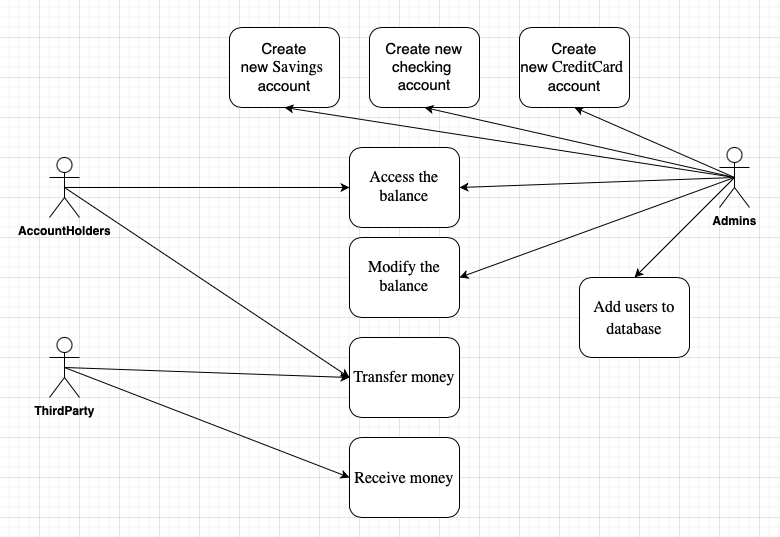 Create
new Savings
account
Create new
checking
account
Create
new CreditCard
account
Access the
balance
AccountHolders
Admins
Modify the
balance
Add users to
database
Transfer money
ThirdParty
Receive money